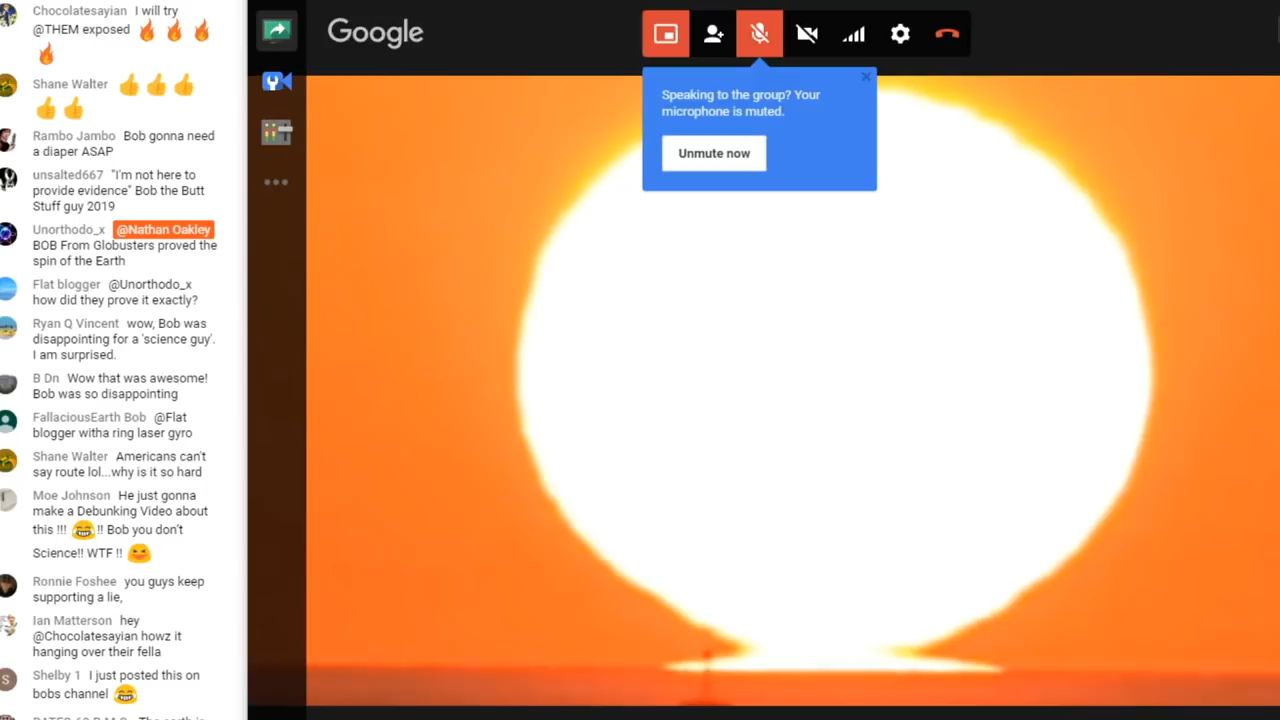 Chocolatesayian I will try
@THEM exposed
Shane Walter
Rambo Jambo Bob gonna need
a diaper ASAP
unsalted667 "I'm not here to
provide evidence" Bob the Butt
Stuff guy 2019
Unorthodo_x @Nathan Oakley
BOB From Globusters proved the
spin of the Earth
Flat blogger @Unorthodo_x
how did they prove it exactly?
Ryan Q Vincent wow, Bob was
disappointing for a 'science guy'.
I am surprised.
B Dn Wow that was awesome!
Bob was so disappointing
FallaciousEarth Bob @Flat
blogger witha ring laser gyro
Shane Walter Americans can't
say route lol...why is it so hard
Moe Johnson He just gonna
make a Debunking Video about
this !!! !! Bob you don't
Science!! WTF !!
Ronnie Foshee you guys keep
supporting a lie,
Ian Matterson hey
@Chocolatesayian howz it
hanging over their fella
S
Shelby 1 I just posted this on
bobs channel
Google
Speaking to the group? Your
microphone is muted.
Unmute now